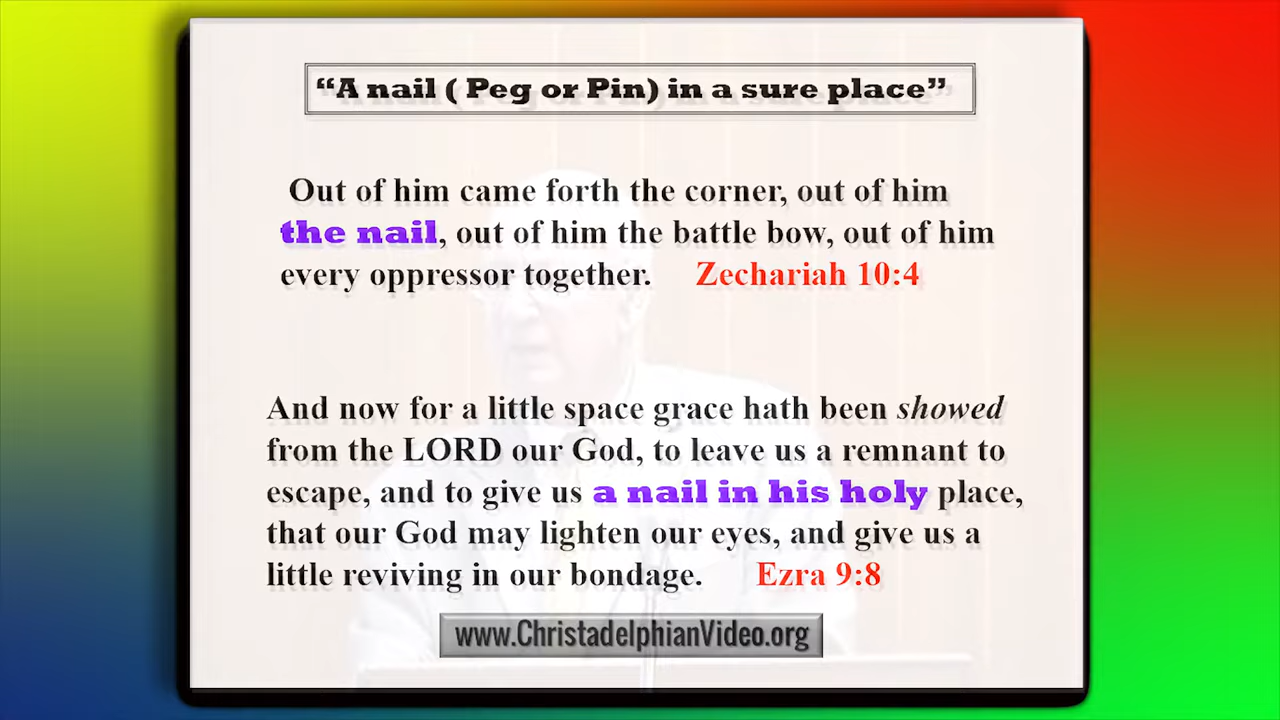 “A nail ( Peg or Pin) in a sure place”
Out of him came forth the corner, out of him
the nail, out of him the battle bow, out of him
every oppressor together. Zechariah 10:4
And now for a little space grace hath been showed
from the LORD our God, to leave us a remnant to
escape, and to give us a nail in his holy place,
that our God may lighten our eyes, and give us a
little reviving in our bondage. Ezra 9:8
www.ChristadelphianVideo.org